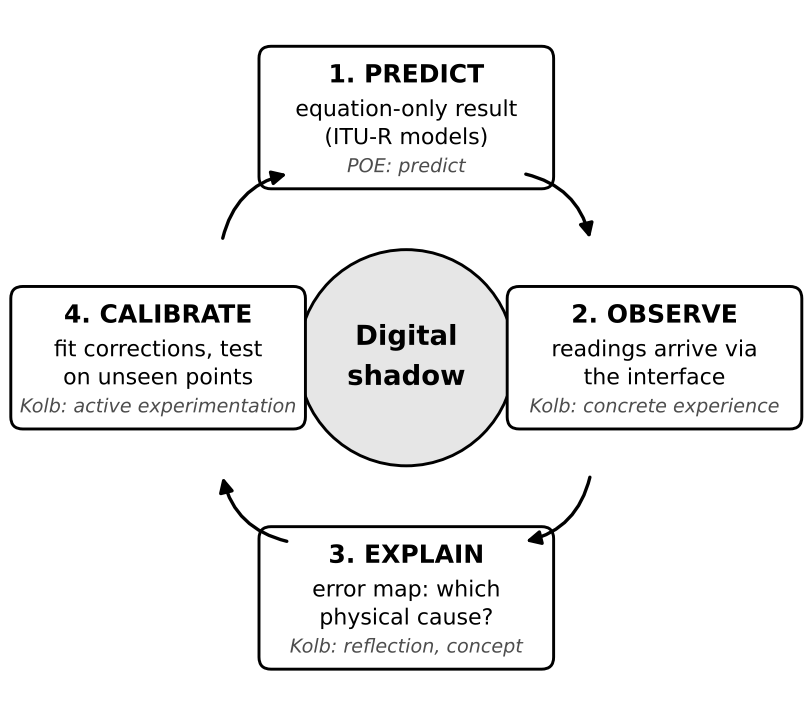 1. PREDICT
equation-only result
(ITU-R models)
POE: predict
4. CALIBRATE
fit corrections, test
on unseen points
Kolb: active experimentation
Digital
shadow
2. OBSERVE
readings arrive via
the interface
Kolb: concrete experience
3. EXPLAIN
error map: which
physical cause?
Kolb: reflection, concept